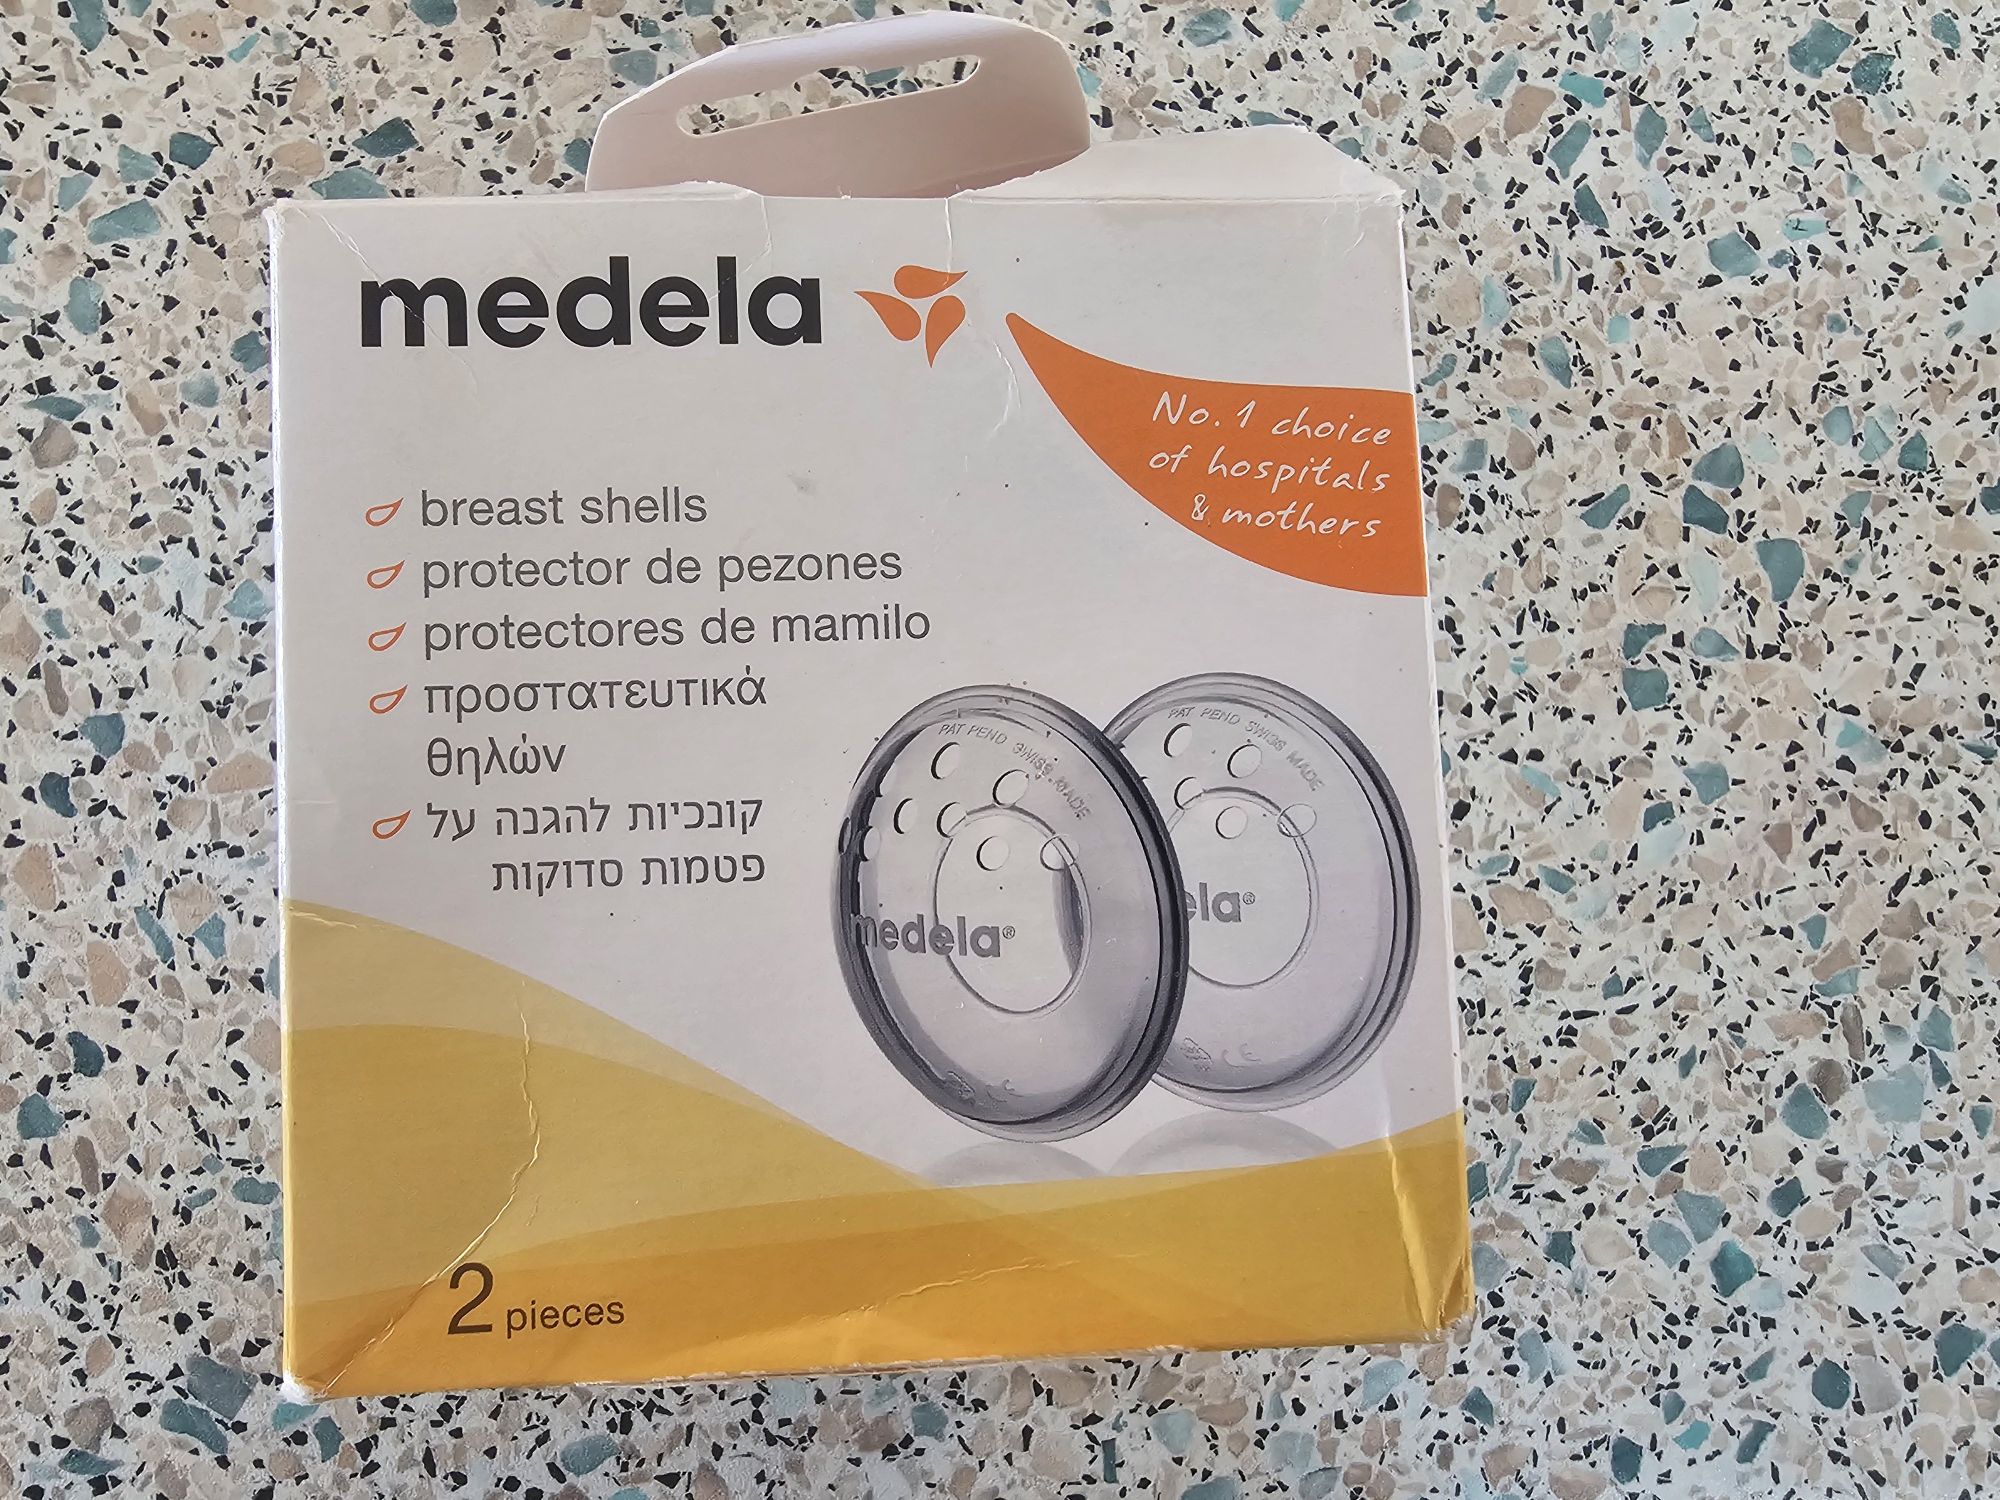 medela
No. 1 choice
of hospitals
& mothers
breast shells
protector de pezones
protectores de mamilo
προστατευτικά
θηλών
קונכיות להגנה על
פטמות סדוקות
PAT PEND SWISS MADE
medela®
PAT PEND SWISS MADE
ela®
CE
2 pieces